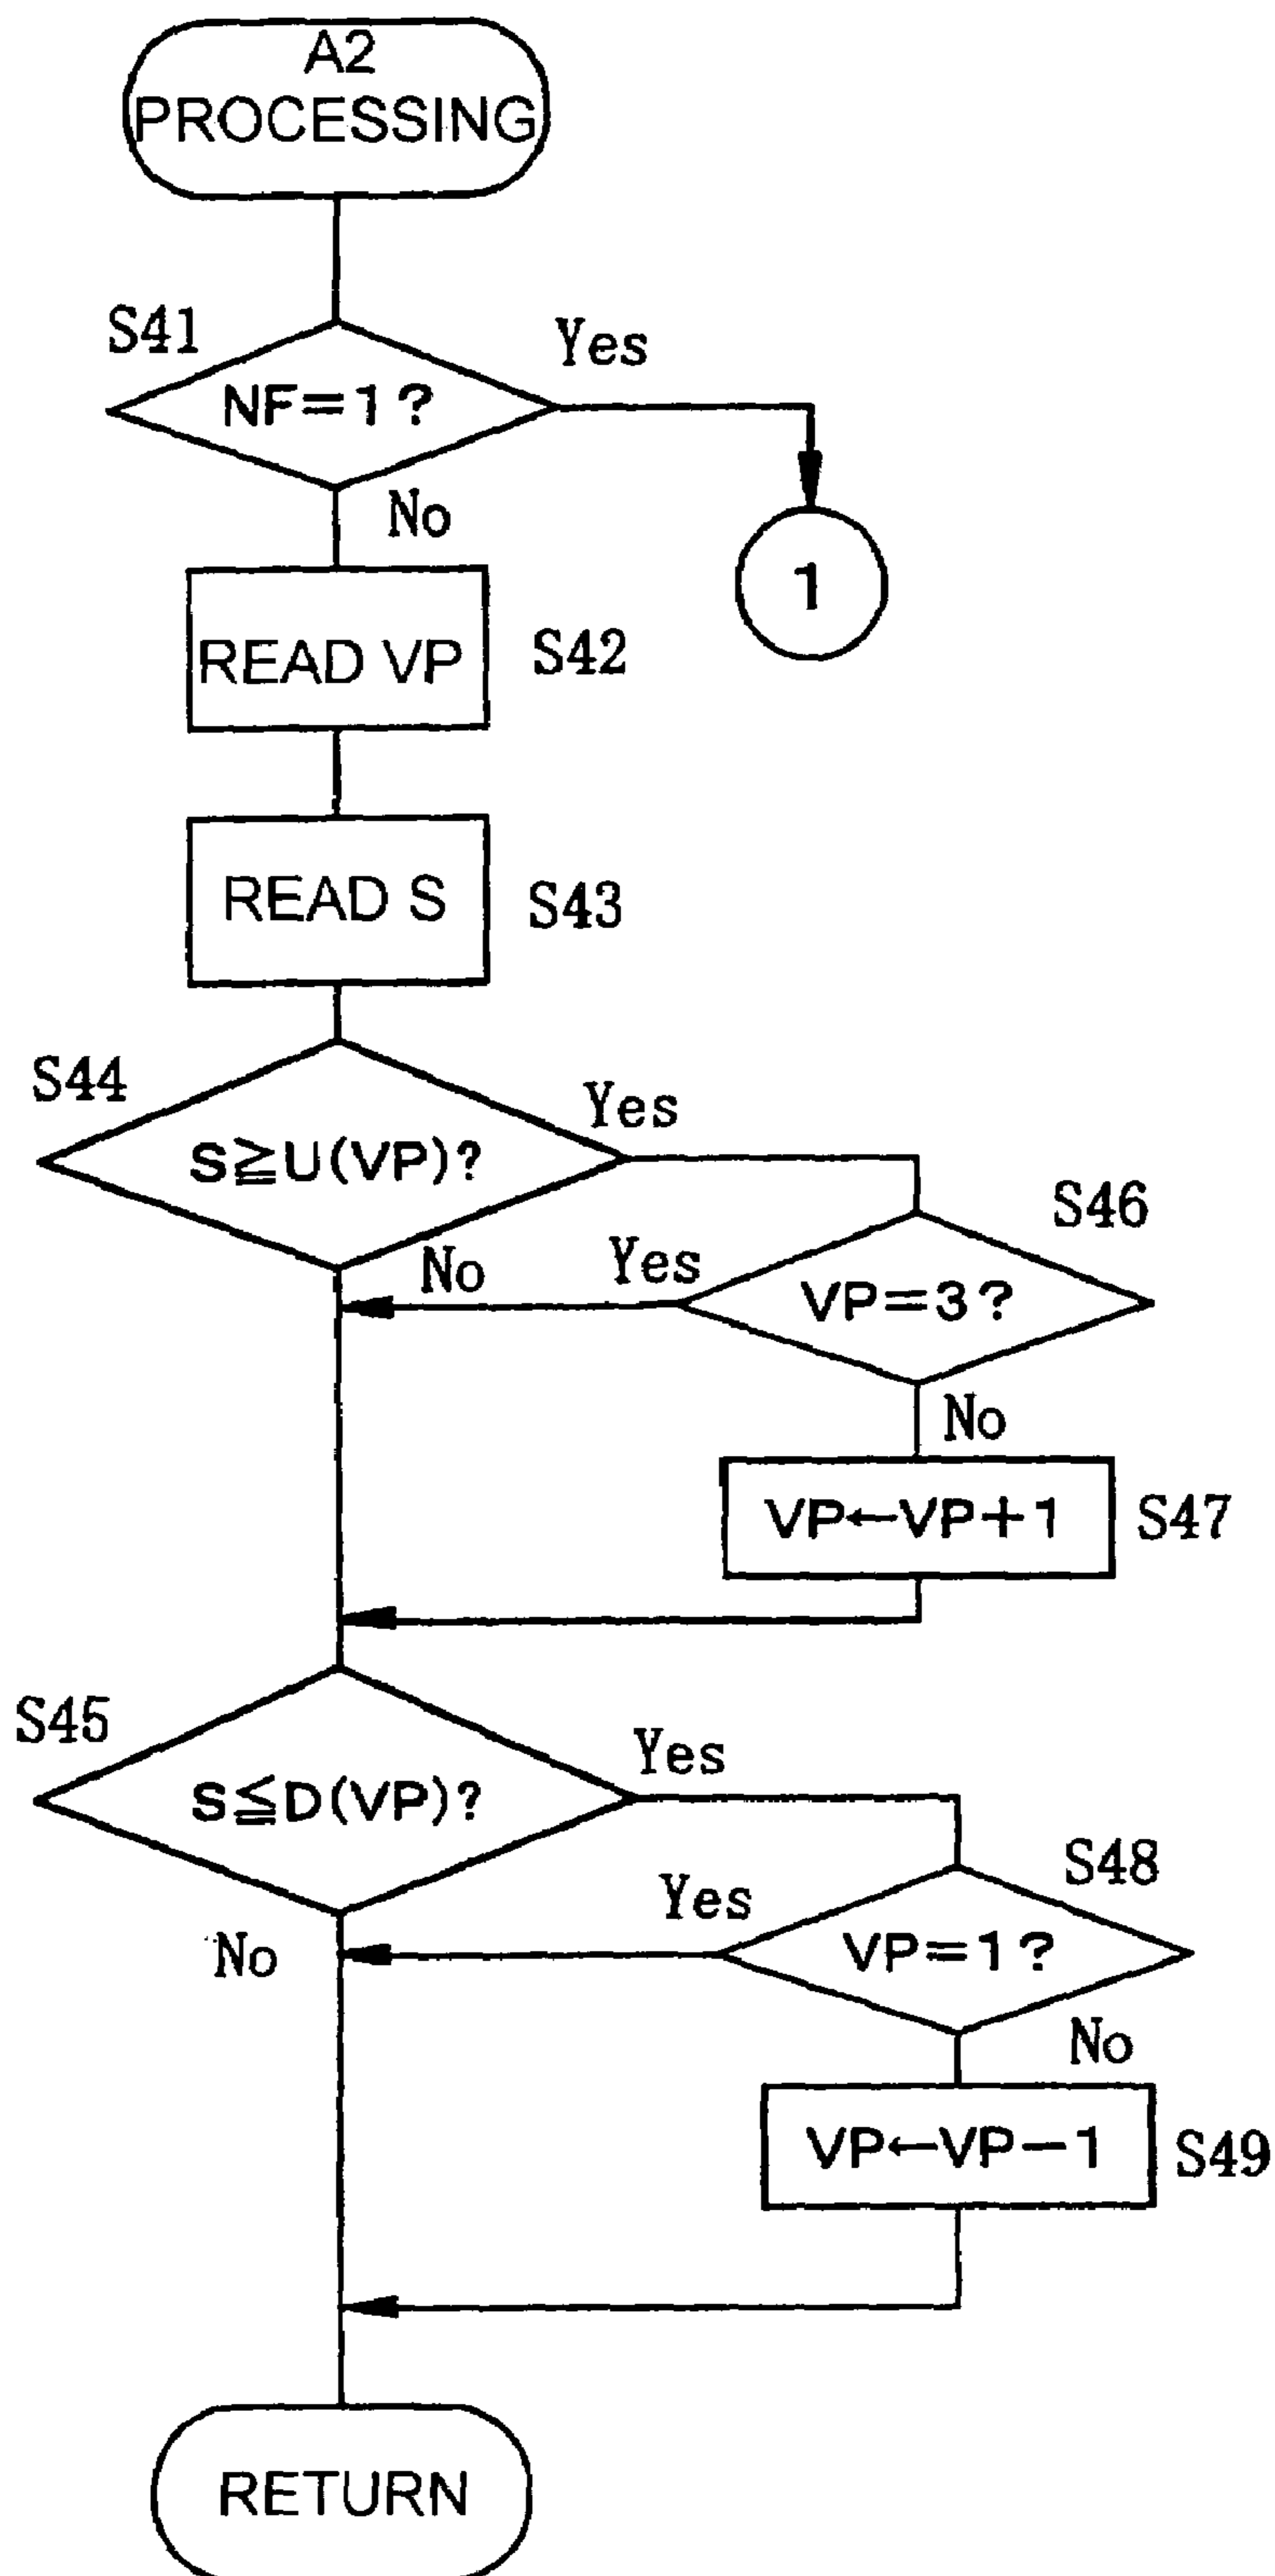 A2
PROCESSING
S41
NF=1?
Yes
No
1
READ VP
S42
READ S
S43
S44
S≧U(VP)?
Yes
No
S46
VP=3?
Yes
No
VP←VP+1
S47
S45
S≦D(VP)?
Yes
No
S48
VP=1?
Yes
No
VP←VP−1
S49
RETURN